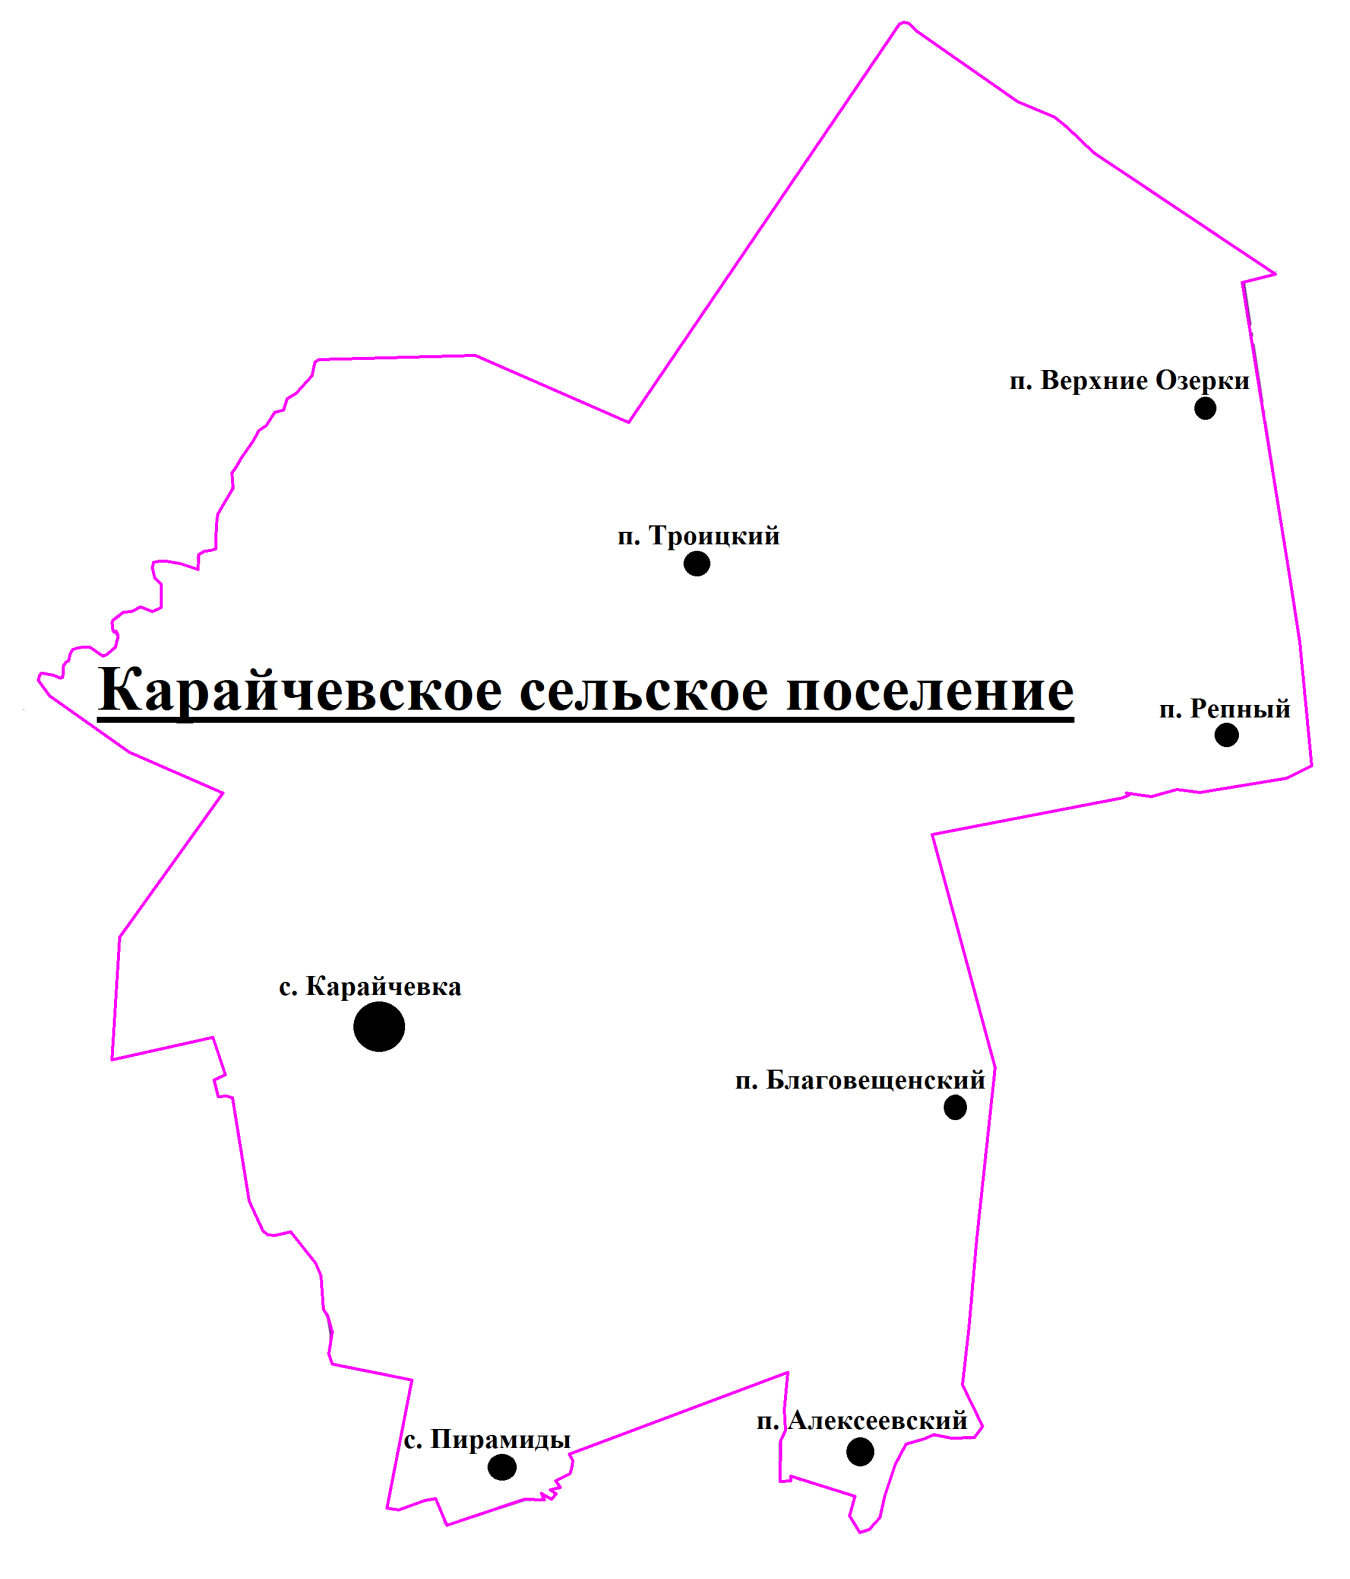 п. Верхние Озерки
п. Троицкий
Карайчевское сельское поселение
п. Репный
с. Карайчевка
п. Благовещенский
п. Алексеевский
с. Пирамиды